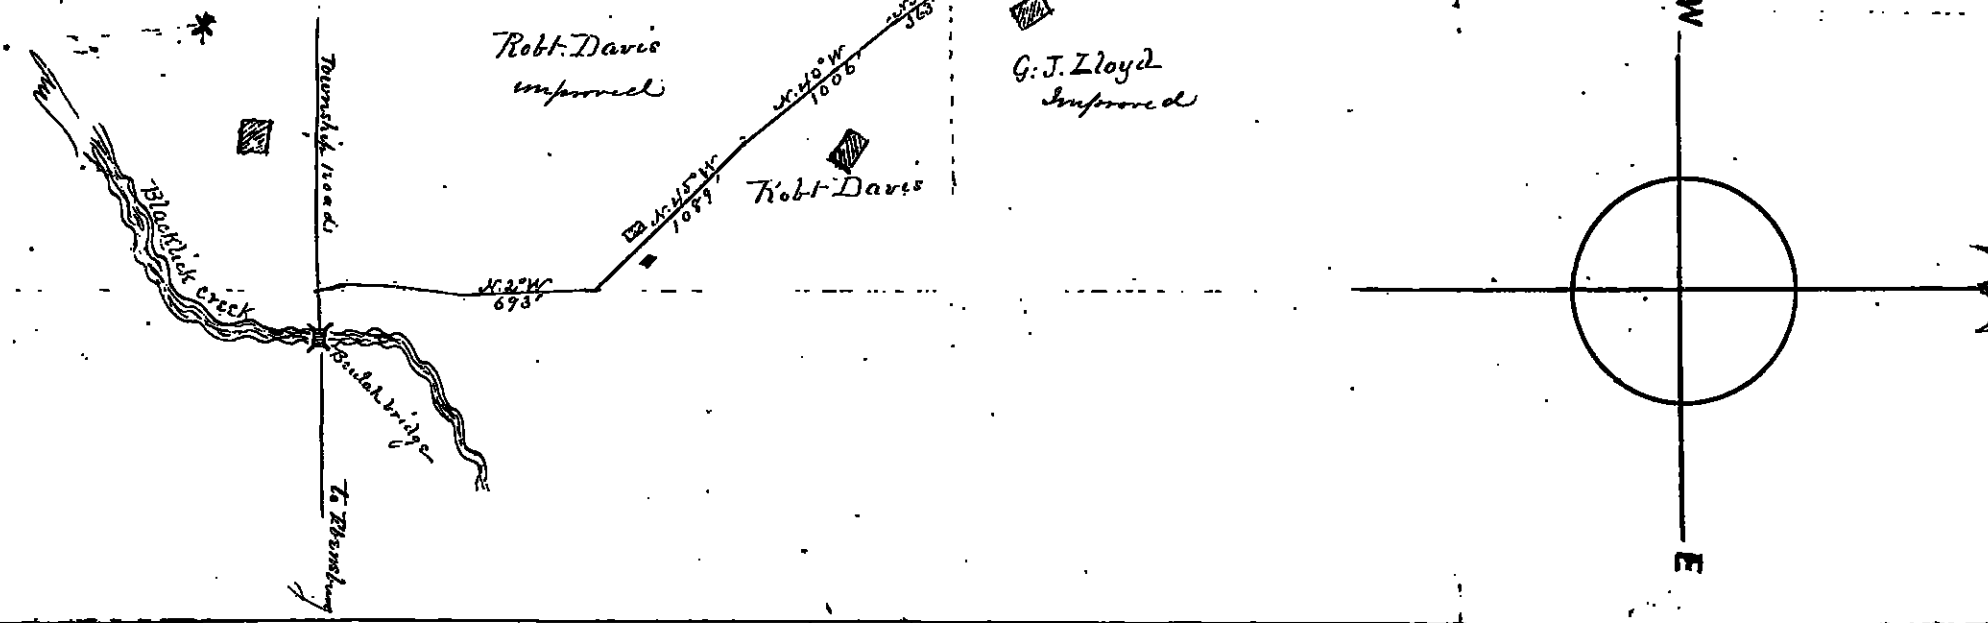 Robt. Davis
improved
N. 40° W
1006'
563'
G. J. Lloyd
Improved
W
Township road
N. 45° W
1089'
Robt Davis
Blacklick creek
N. 2° W
693'
Beulah bridge
To Ebensburg
E